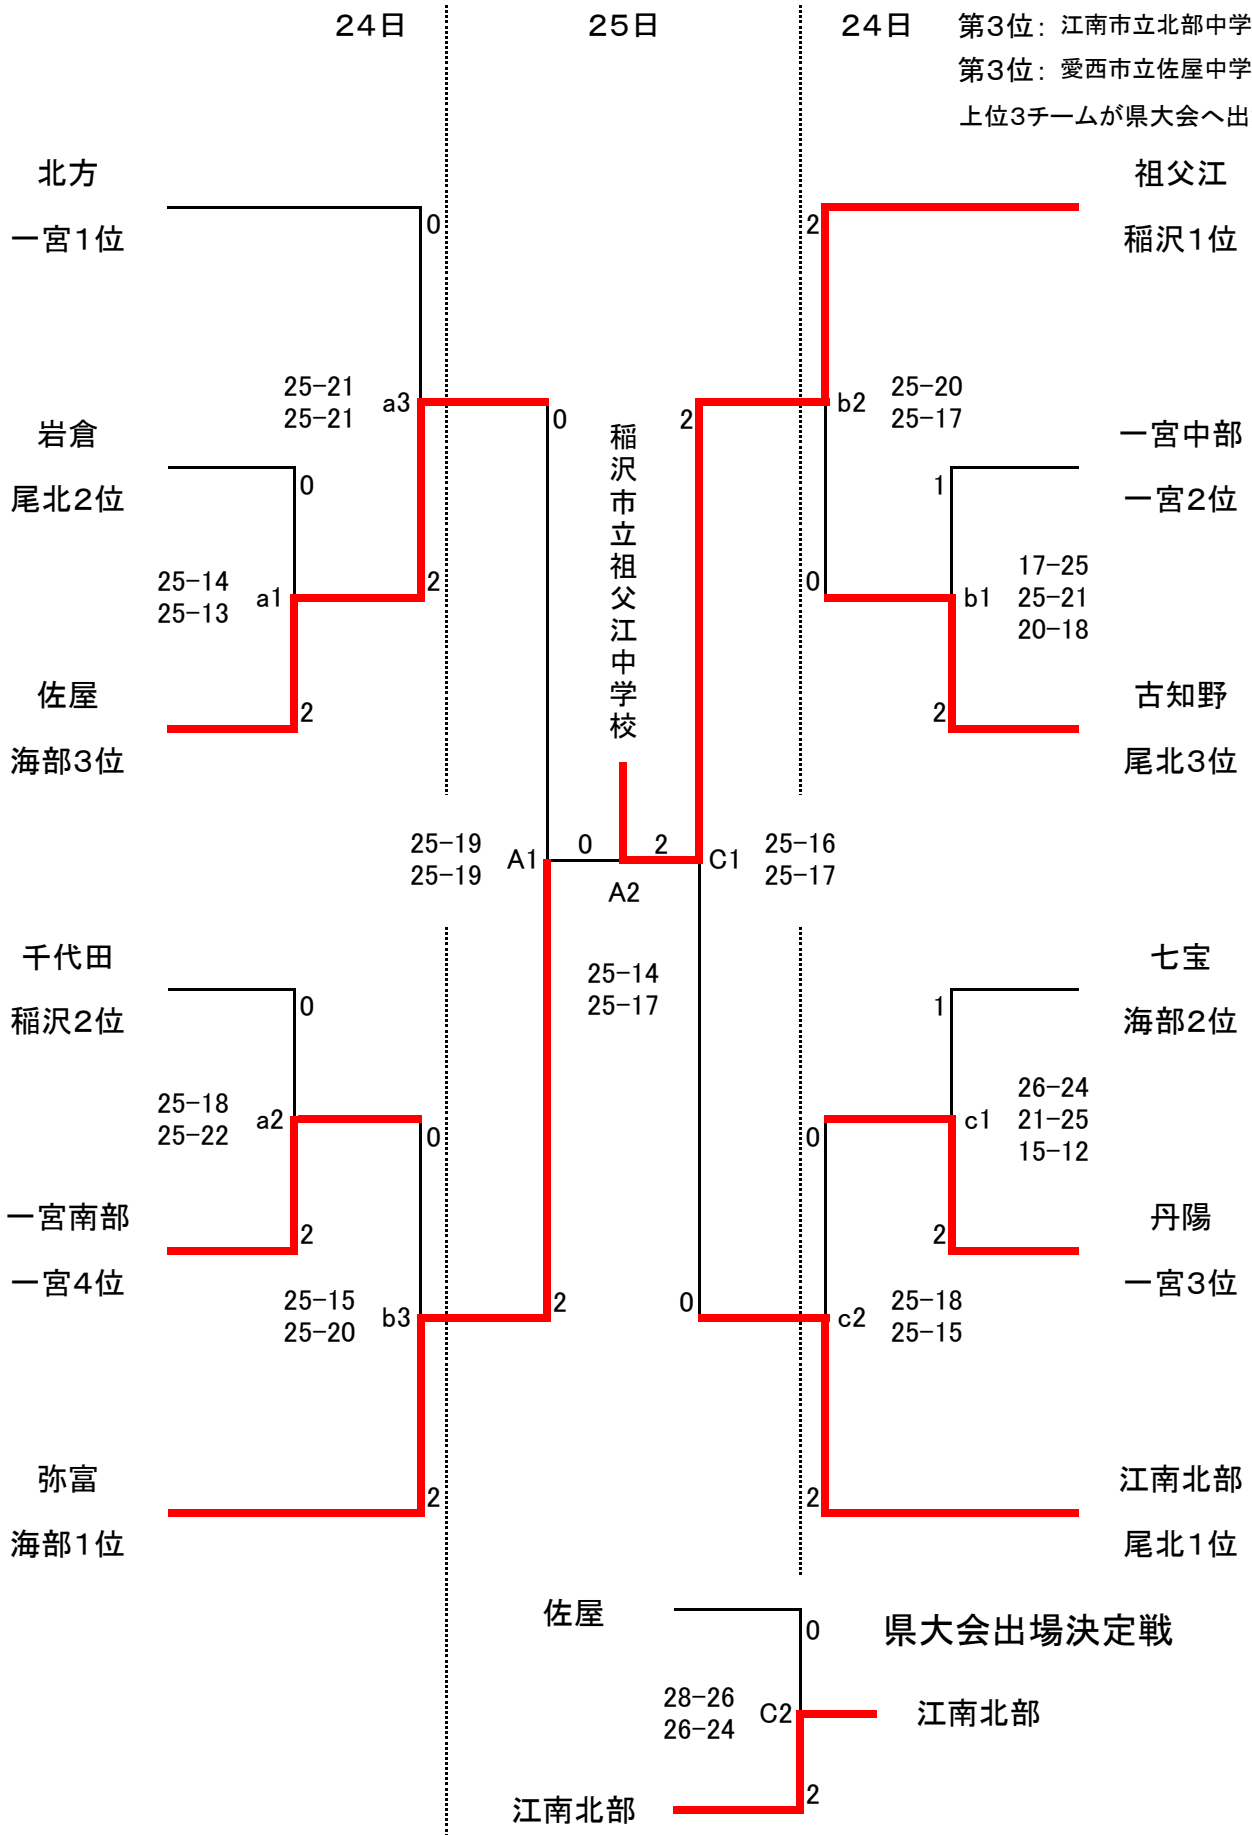 24日
25日
24日
第3位：江南市立北部中学
第3位：愛西市立佐屋中学
上位3チームが県大会へ出
北方
一宮1位
0
25-21
25-21
a3
岩倉
尾北2位
0
25-14
25-13
a1
2
佐屋
海部3位
2
0
稲沢市立祖父江中学校
2
祖父江
稲沢1位
2
b2
25-20
25-17
一宮中部
一宮2位
1
0
b1
17-25
25-21
20-18
古知野
尾北3位
2
25-19
25-19
A1
0
2
A2
C1
25-16
25-17
25-14
25-17
千代田
稲沢2位
0
25-18
25-22
a2
0
一宮南部
一宮4位
2
25-15
25-20
b3
2
弥富
海部1位
2
七宝
海部2位
1
0
c1
26-24
21-25
15-12
丹陽
一宮3位
2
0
c2
25-18
25-15
江南北部
尾北1位
2
佐屋
0
県大会出場決定戦
28-26
26-24
C2
江南北部
2
江南北部